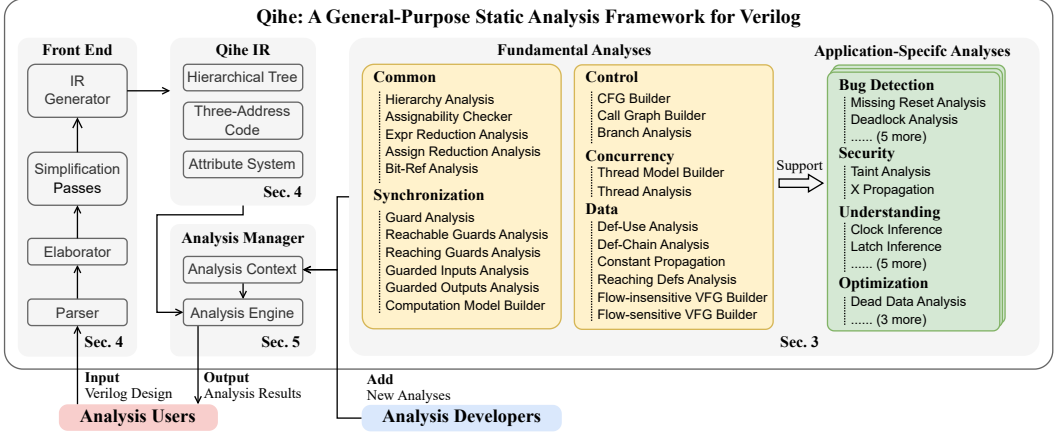 Qihe: A General-Purpose Static Analysis Framework for Verilog
Front End
IR
Generator
Simplification
Passes
Elaborator
Parser
Sec. 4
Qihe IR
Hierarchical Tree
Three-Address
Code
Attribute System
Sec. 4
Analysis Manager
Analysis Context
Analysis Engine
Sec. 5
Fundamental Analyses
Common
Hierarchy Analysis
Assignability Checker
Expr Reduction Analysis
Assign Reduction Analysis
Bit-Ref Analysis
Synchronization
Guard Analysis
Reachable Guards Analysis
Reaching Guards Analysis
Guarded Inputs Analysis
Guarded Outputs Analysis
Computation Model Builder
Control
CFG Builder
Call Graph Builder
Branch Analysis
Concurrency
Thread Model Builder
Thread Analysis
Data
Def-Use Analysis
Def-Chain Analysis
Constant Propagation
Reaching Defs Analysis
Flow-insensitive VFG Builder
Flow-sensitive VFG Builder
Support
Application-Specifc Analyses
Bug Detection
Missing Reset Analysis
Deadlock Analysis
...... (5 more)
Security
Taint Analysis
X Propagation
Understanding
Clock Inference
Latch Inference
...... (5 more)
Optimization
Dead Data Analysis
...... (3 more)
Sec. 3
Input
Verilog Design
Output
Analysis Results
Add
New Analyses
Analysis Users
Analysis Developers